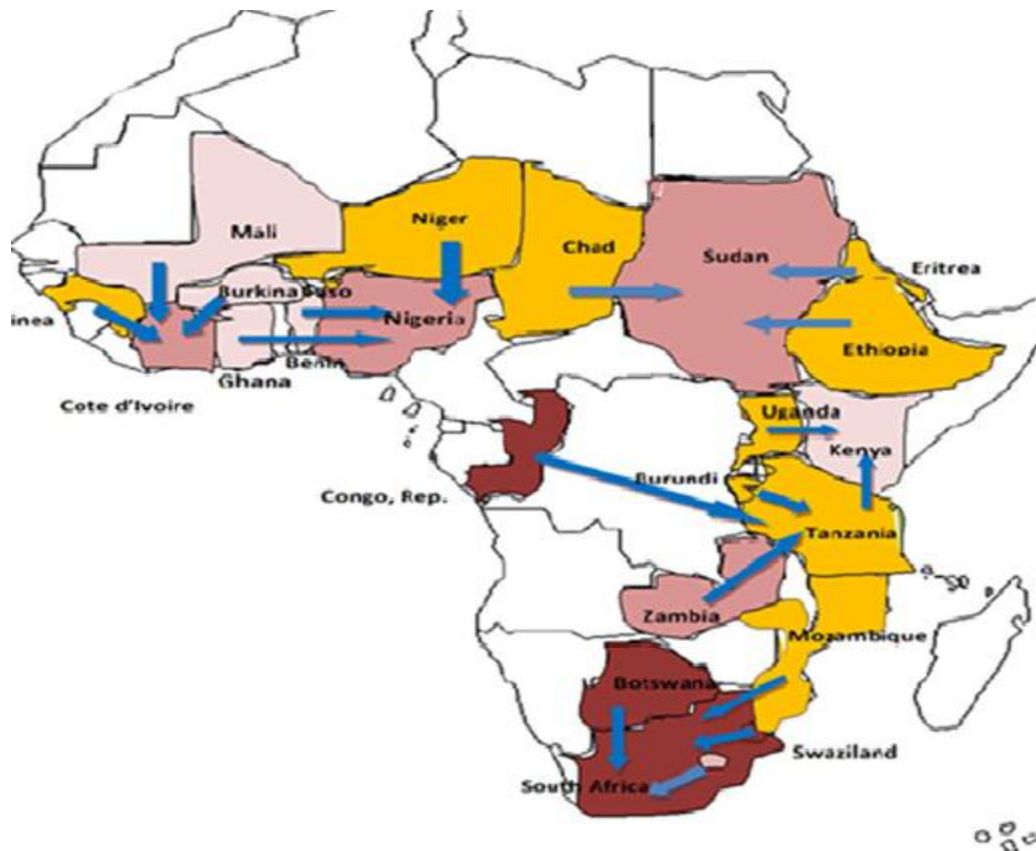 Mali
Niger
Chad
Sudan
Eritrea
inea
Burkina Faso
Nigeria
Ethiopia
Benin
Ghana
Cote d'Ivoire
Uganda
Kenya
Burundi
Congo, Rep.
Tanzania
Zambia
Mozambique
Botswana
Swaziland
South Africa